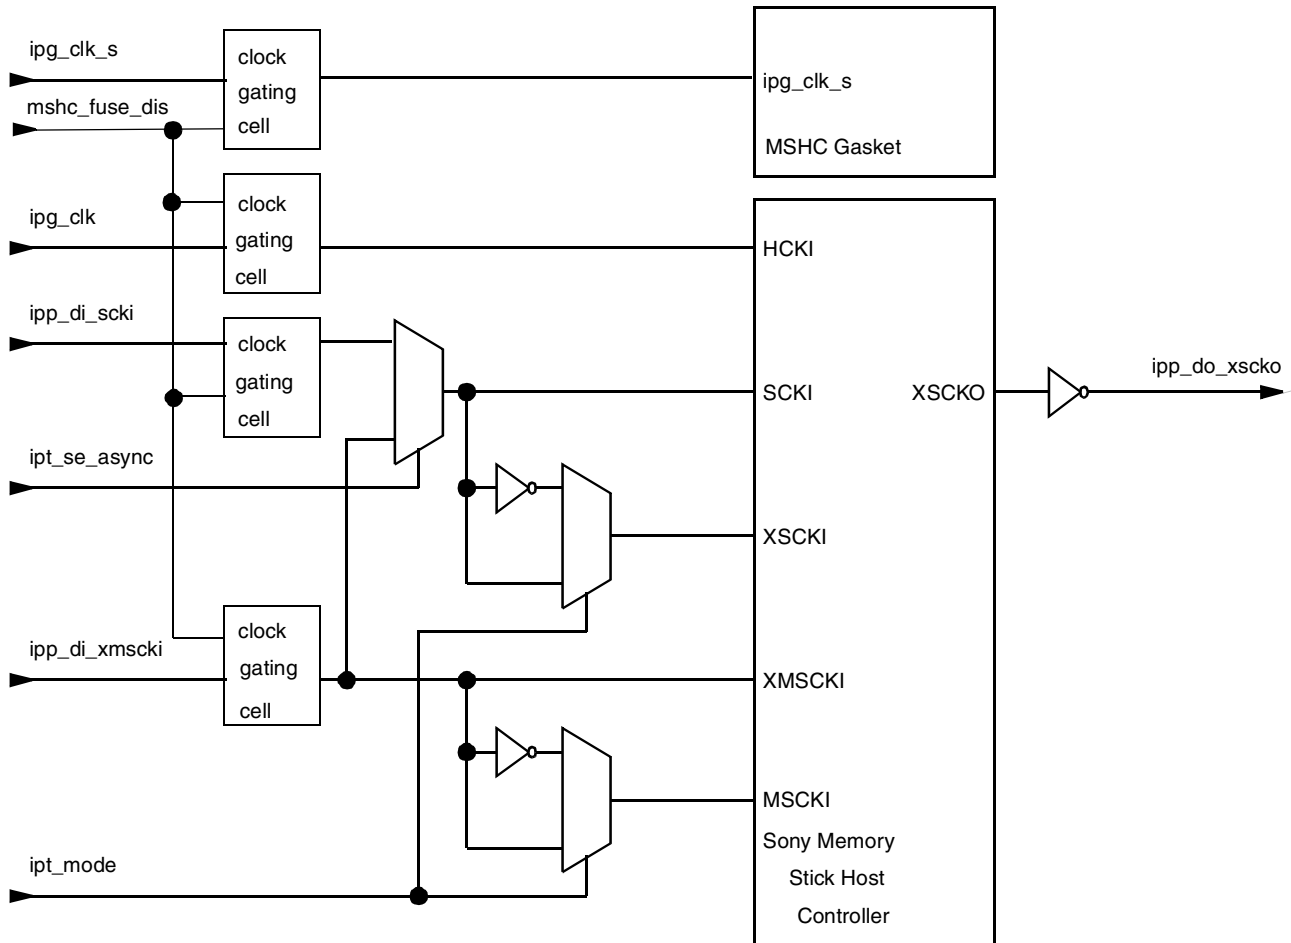 ipg_clk_s
mshc_fuse_dis
clock
gating
cell
ipg_clk_s
MSHC Gasket
ipg_clk
clock
gating
cell
HCKI
ipp_di_scki
clock
gating
cell
SCKI
XSCKO
ipp_do_xscko
ipt_se_async
XSCKI
ipp_di_xmscki
clock
gating
cell
XMSCKI
MSCKI
Sony Memory
Stick Host
Controller
ipt_mode